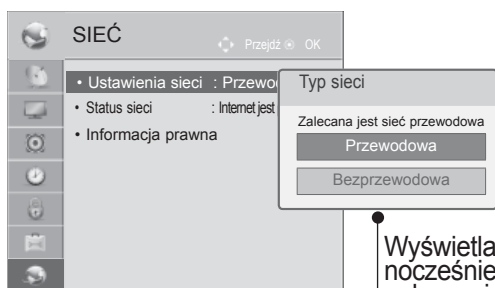 SIEĆ
Przejdź OK
• Ustawienia sieci : Przewo
• Status sieci : Internet jest
• Informacja prawna
Typ sieci
Zalecana jest sieć przewodowa
Przewodowa
Bezprzewodowa
Wyświetla
nocześnie